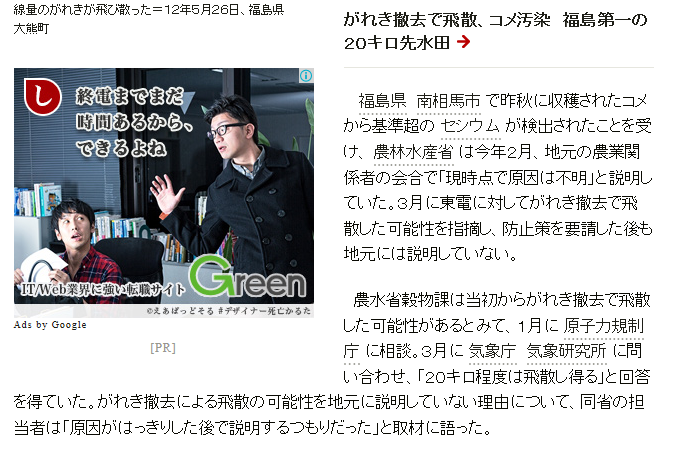 線量のがれきが飛び散った＝12年5月26日、福島県
大熊町
し
終電までまだ
時間あるから、
できるよね
IT/Web業界に強い転職サイト Green
©えあばっどそる #デザイナー死亡かるた
Ads by Google
[PR]
がれき撤去で飛散、コメ汚染　福島第一の
20キロ先水田
福島県 南相馬市 で昨秋に収穫されたコメ
から基準超の セシウム が検出されたことを受
け、 農林水産省 は今年2月、地元の農業関
係者の会合で「現時点で原因は不明」と説明し
ていた。3月に東電に対してがれき撤去で飛
散した可能性を指摘し、防止策を要請した後も
地元には説明していない。
農水省穀物課は当初からがれき撤去で飛散
した可能性があるとみて、1月に 原子力規制
庁 に相談。3月に 気象庁 気象研究所 に問
い合わせ、「20キロ程度は飛散し得る」と回答
を得ていた。がれき撤去による飛散の可能性を地元に説明していない理由について、同省の担
当者は「原因がはっきりした後で説明するつもりだった」と取材に語った。